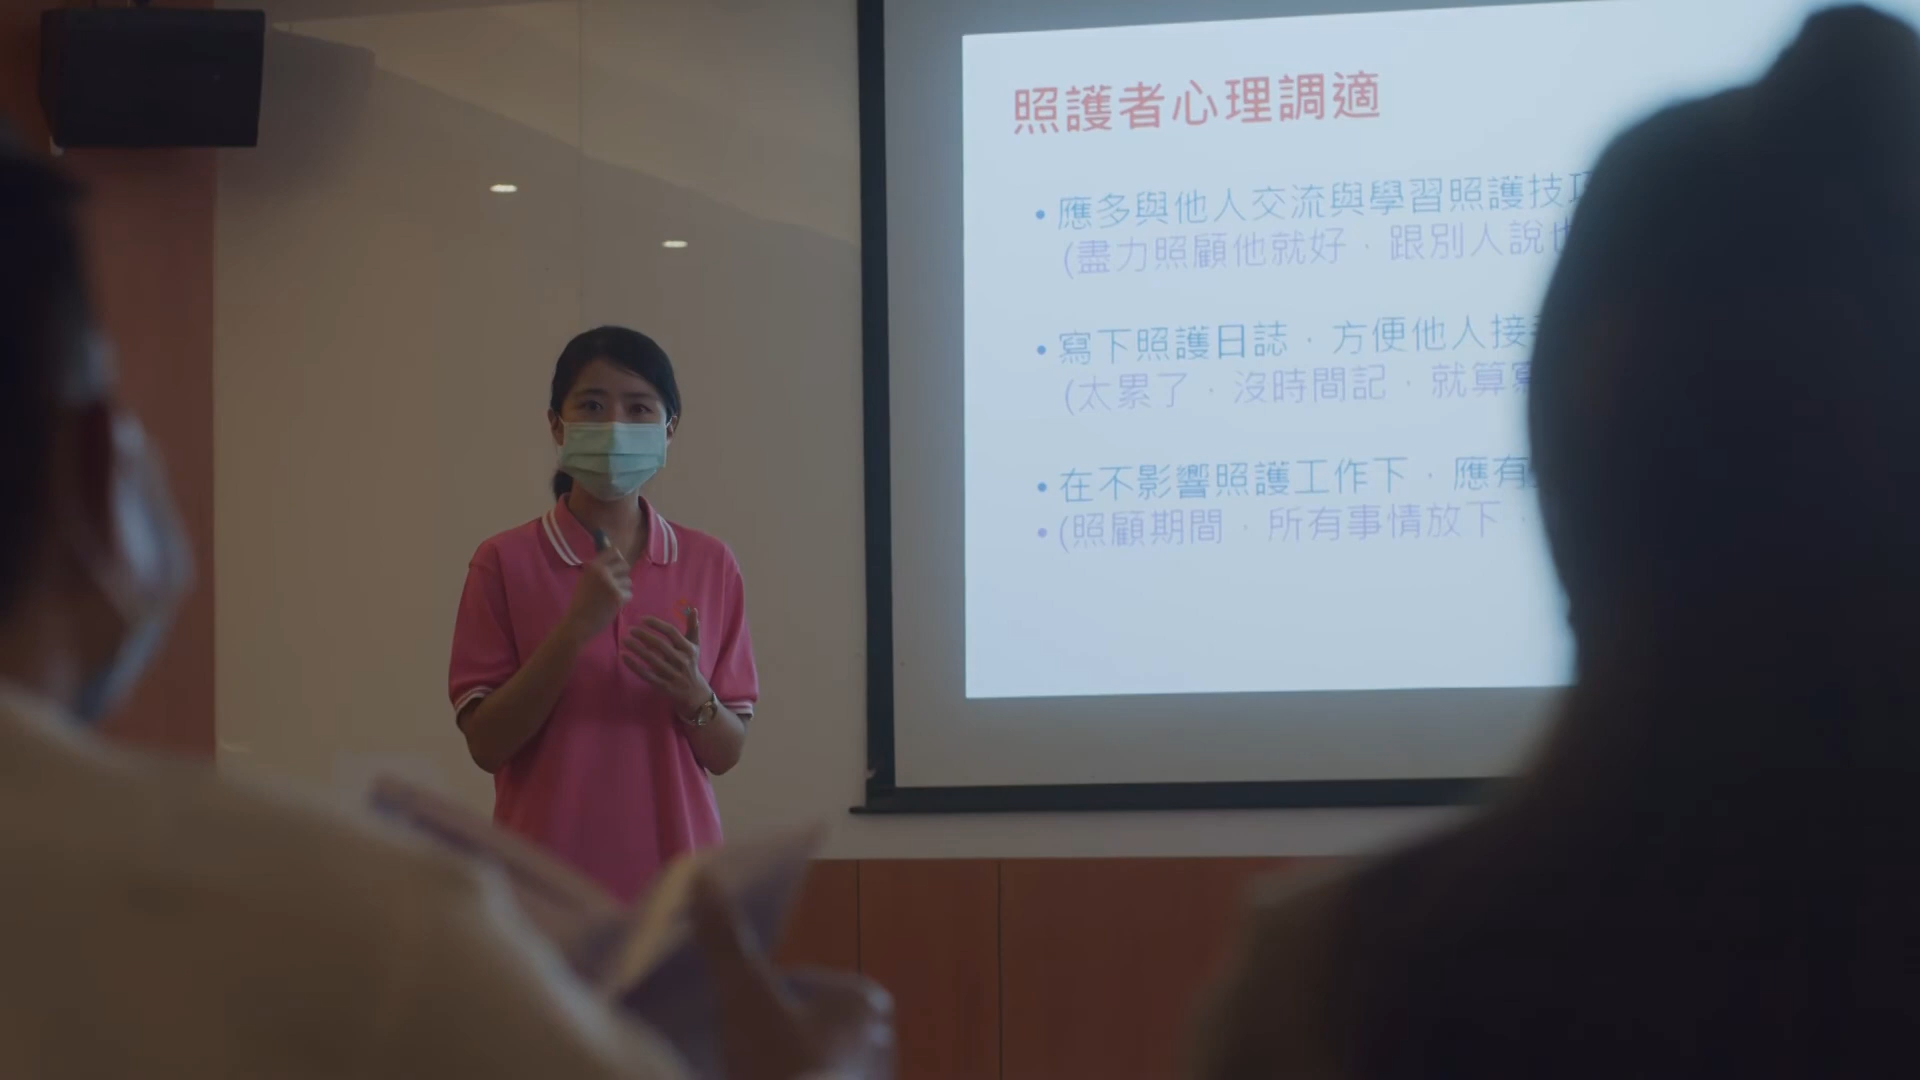 照護者心理調適
•應多與他人交流與學習照護技巧
(盡力照顧他就好，跟別人說也
•寫下照護日誌，方便他人接
(太累了，沒時間記，就算寫
•在不影響照護工作下，應有
•(照顧期間，所有事情放下，